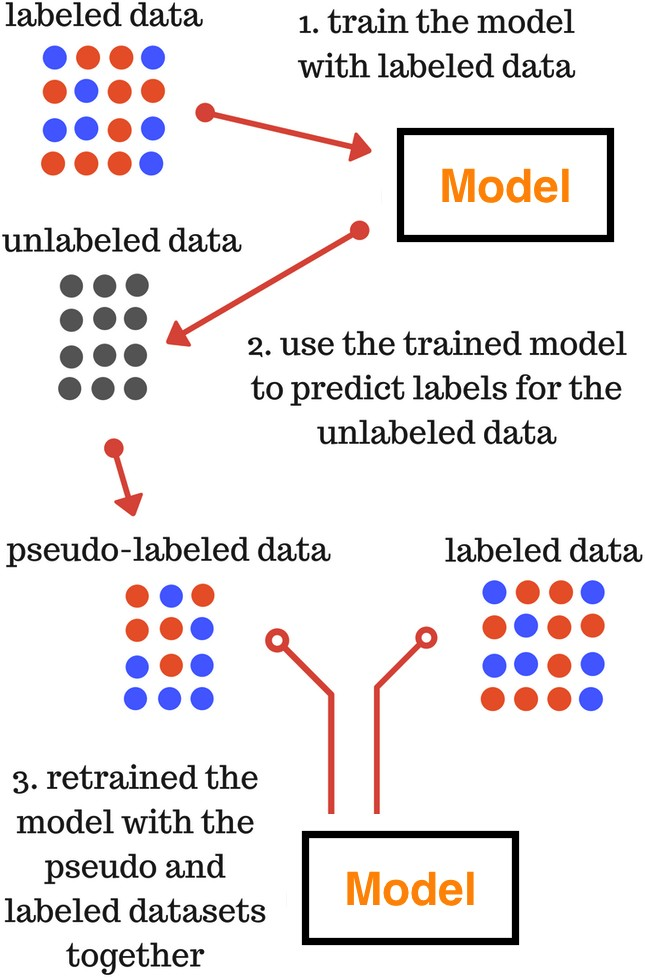 labeled data
1. train the model
with labeled data
Model
unlabeled data
2. use the trained model
to predict labels for the
unlabeled data
pseudo-labeled data
labeled data
3. retrained the
model with the
pseudo and
labeled datasets
together
Model